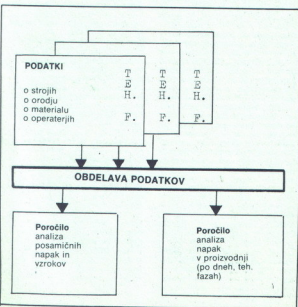 PODATKI
T E H. F.
T E H. F.
T E H. F.
o strojih
o orodju
o materialu
o operaterjih
OBDELAVA PODATKOV
Poročilo
analiza
posamičnih
napak in
vzrokov
Poročilo
analiza
napak
v proizvodnji
(po dneh, teh.
fazah)